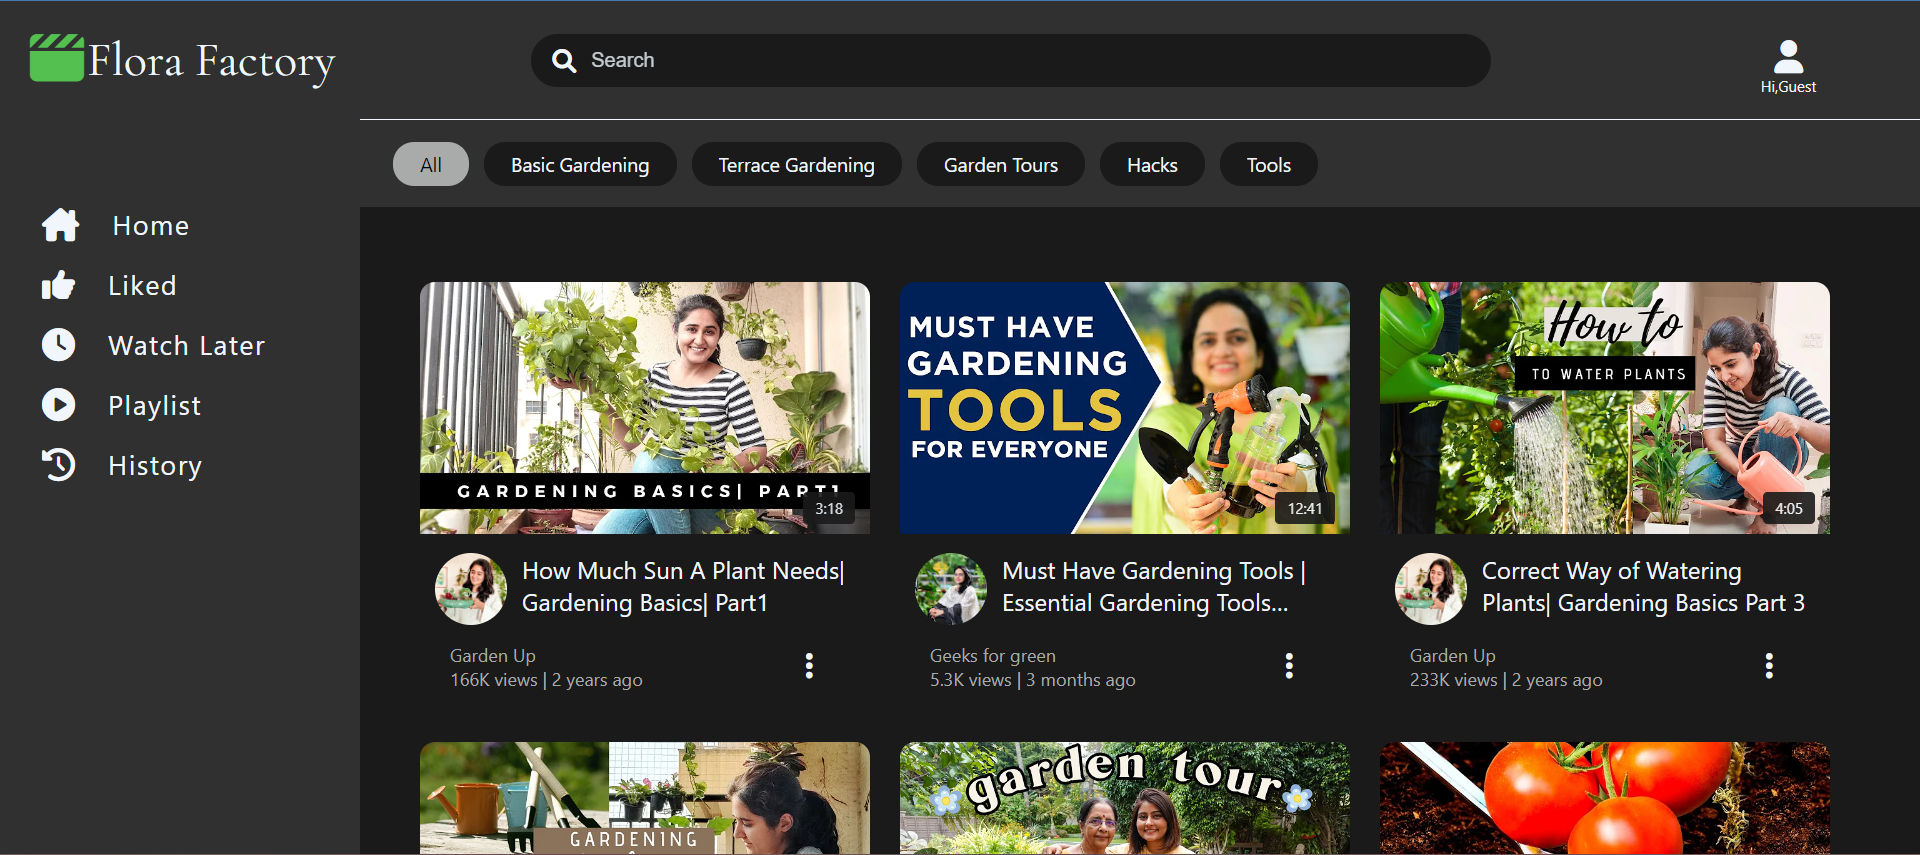 Flora Factory
Search
Hi,Guest
All
Basic Gardening
Terrace Gardening
Garden Tours
Hacks
Tools
Home
Liked
Watch Later
Playlist
History
GARDENING BASICS| PART1
3:18
MUST HAVE
GARDENING
TOOLS
FOR EVERYONE
12:41
How to
TO WATER PLANTS
4:05
How Much Sun A Plant Needs|
Gardening Basics| Part1
Garden Up
166K views | 2 years ago
Must Have Gardening Tools |
Essential Gardening Tools...
Geeks for green
5.3K views | 3 months ago
Correct Way of Watering
Plants| Gardening Basics Part 3
Garden Up
233K views | 2 years ago
GARDENING
garden tour